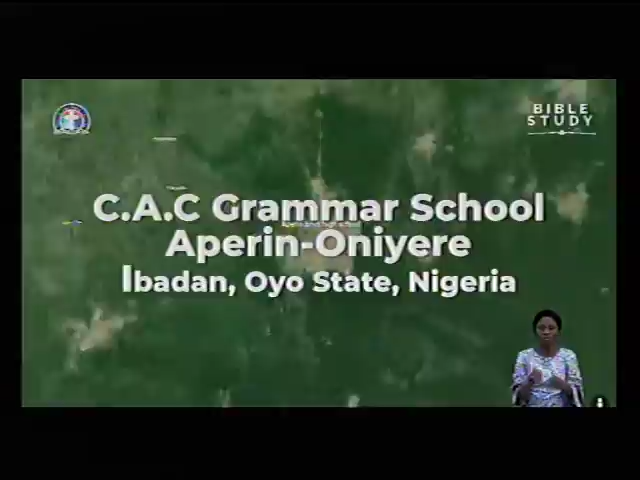 BIBLE
STUDY
C.A.C Grammar School
Aperin-Oniyere
Ibadan, Oyo State, Nigeria